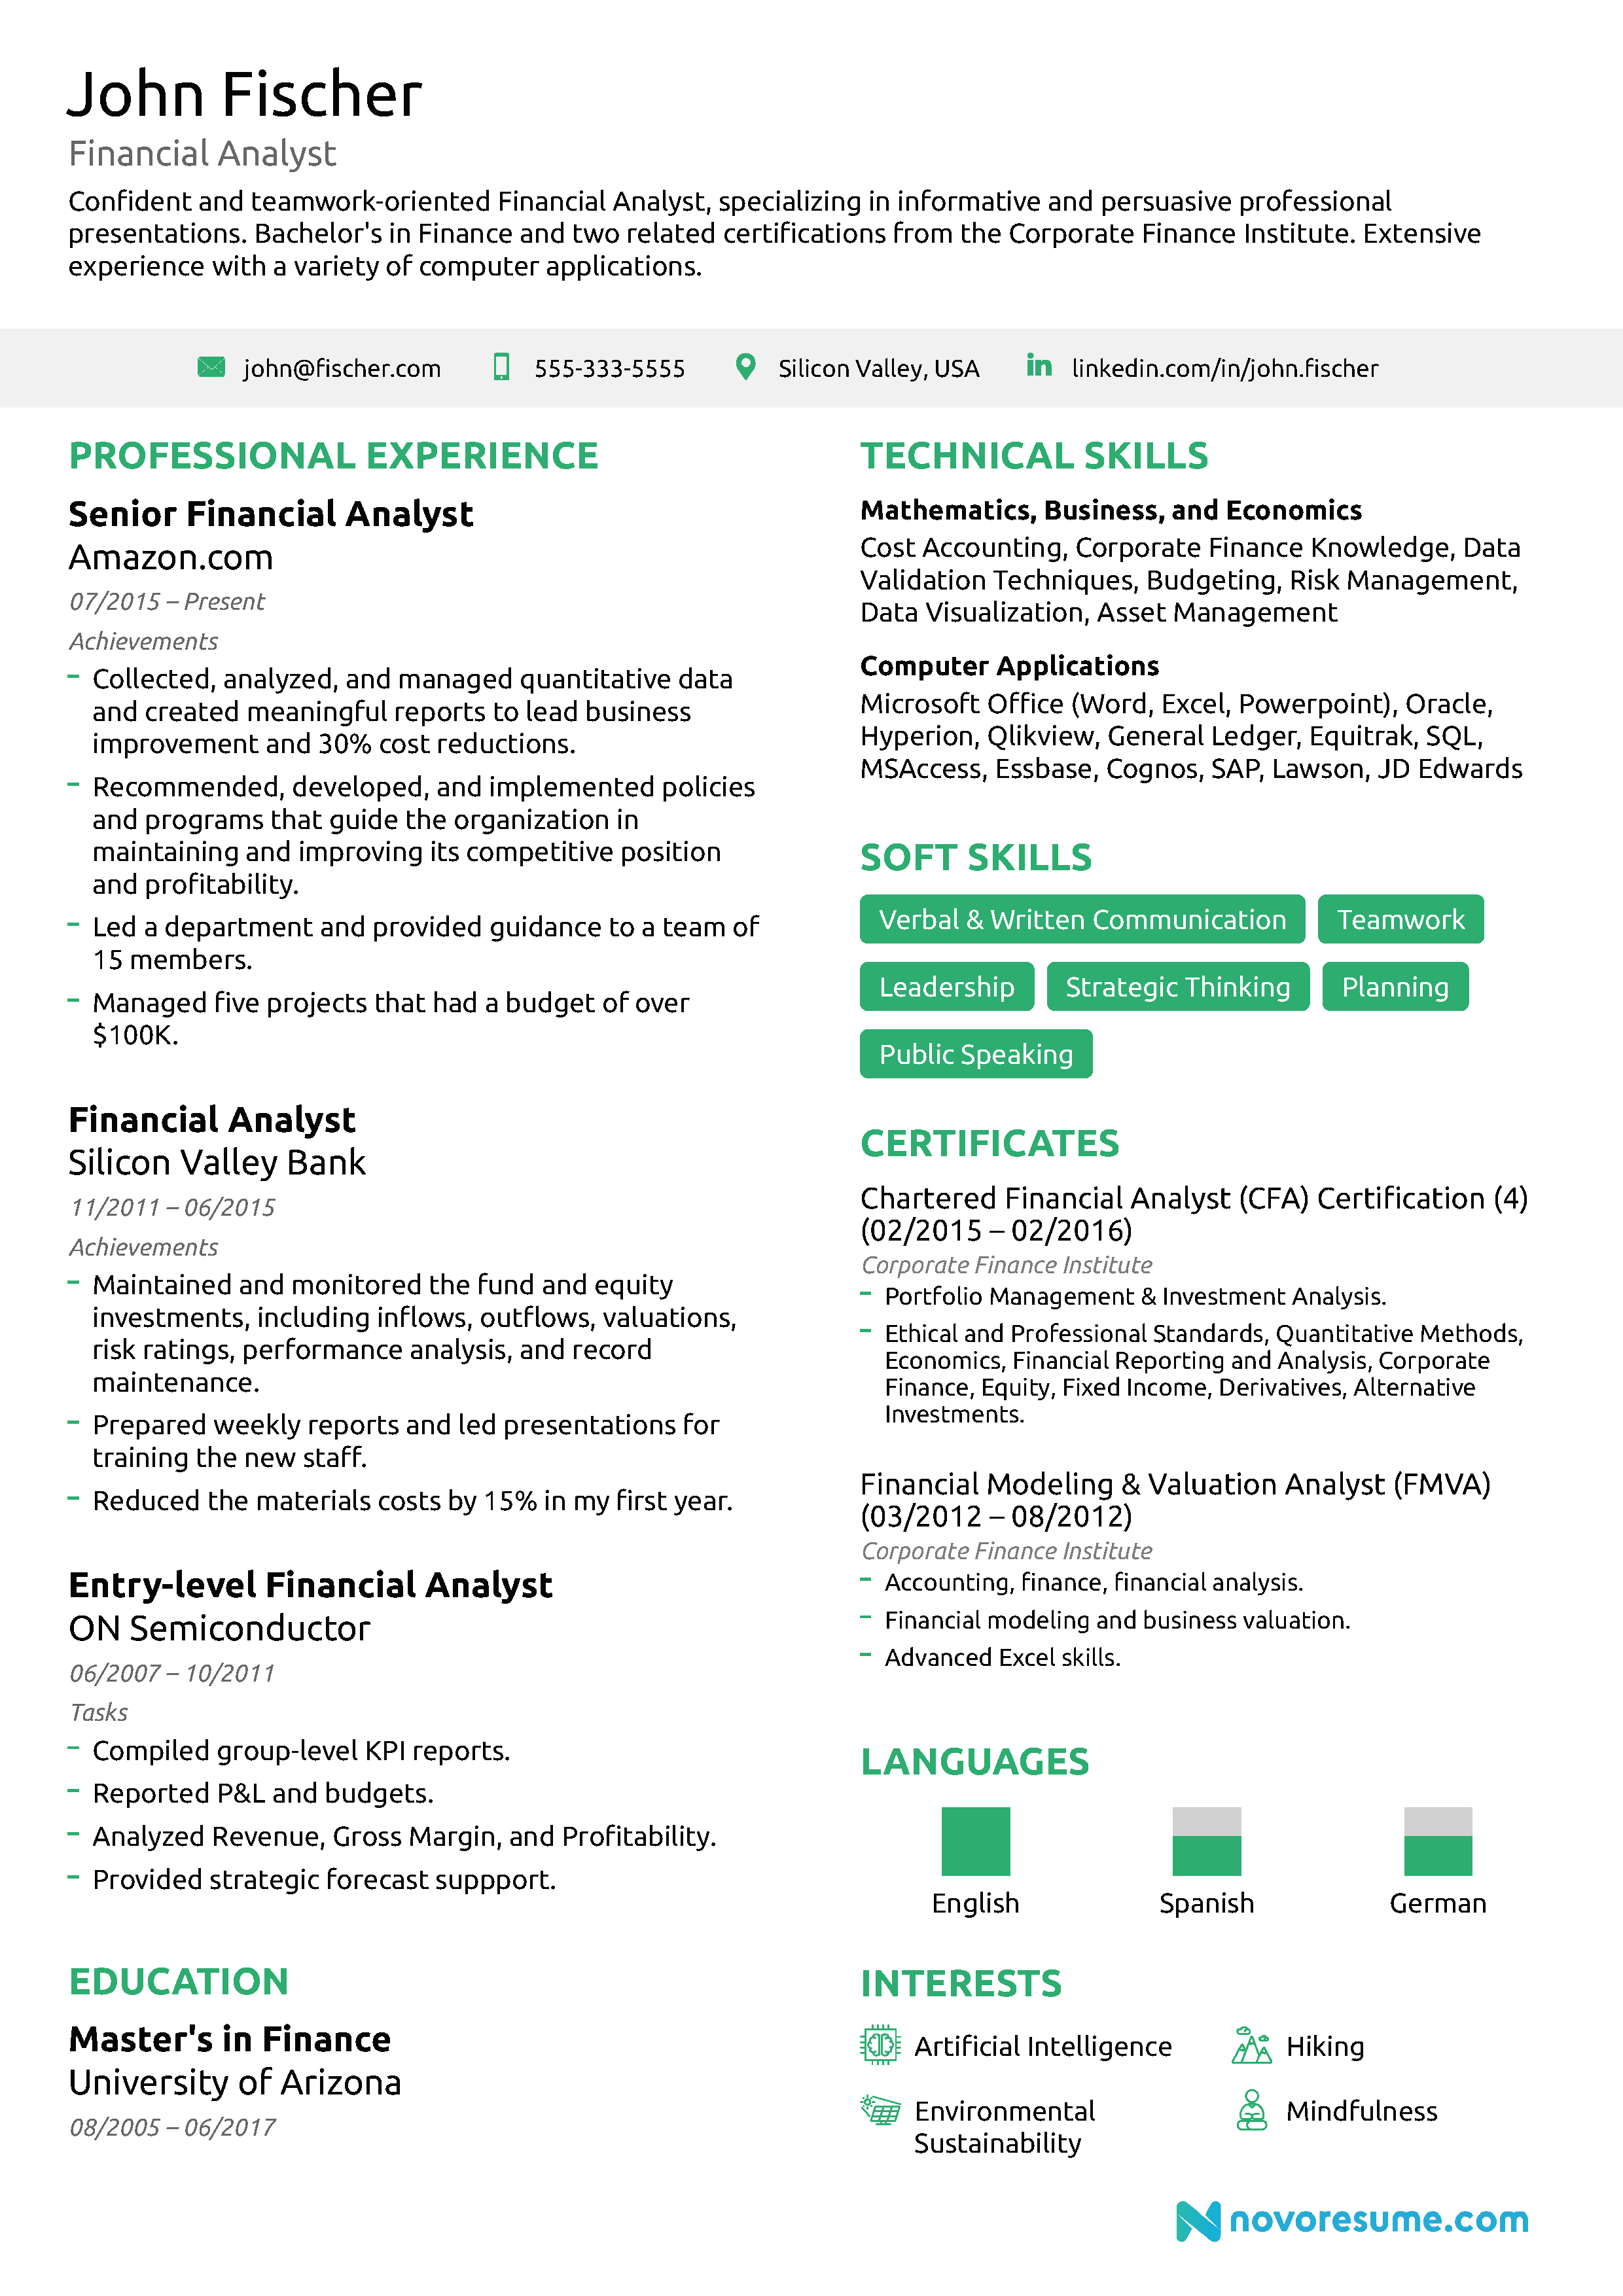 John Fischer
Financial Analyst
Confident and teamwork-oriented Financial Analyst, specializing in informative and persuasive professional
presentations. Bachelor's in Finance and two related certifications from the Corporate Finance Institute. Extensive
experience with a variety of computer applications.
john@fischer.com 555-333-5555 Silicon Valley, USA linkedin.com/in/john.fischer
PROFESSIONAL EXPERIENCE
Senior Financial Analyst
Amazon.com
07/2015 – Present
Achievements
– Collected, analyzed, and managed quantitative data
and created meaningful reports to lead business
improvement and 30% cost reductions.
– Recommended, developed, and implemented policies
and programs that guide the organization in
maintaining and improving its competitive position
and profitability.
– Led a department and provided guidance to a team of
15 members.
– Managed five projects that had a budget of over
$100K.
Financial Analyst
Silicon Valley Bank
11/2011 – 06/2015
Achievements
– Maintained and monitored the fund and equity
investments, including inflows, outflows, valuations,
risk ratings, performance analysis, and record
maintenance.
– Prepared weekly reports and led presentations for
training the new staff.
– Reduced the materials costs by 15% in my first year.
Entry-level Financial Analyst
ON Semiconductor
06/2007 – 10/2011
Tasks
– Compiled group-level KPI reports.
– Reported P&L and budgets.
– Analyzed Revenue, Gross Margin, and Profitability.
– Provided strategic forecast suppport.
EDUCATION
Master's in Finance
University of Arizona
08/2005 – 06/2017
TECHNICAL SKILLS
Mathematics, Business, and Economics
Cost Accounting, Corporate Finance Knowledge, Data
Validation Techniques, Budgeting, Risk Management,
Data Visualization, Asset Management
Computer Applications
Microsoft Office (Word, Excel, Powerpoint), Oracle,
Hyperion, Qlikview, General Ledger, Equitrak, SQL,
MSAccess, Essbase, Cognos, SAP, Lawson, JD Edwards
SOFT SKILLS
Verbal & Written Communication Teamwork
Leadership Strategic Thinking Planning
Public Speaking
CERTIFICATES
Chartered Financial Analyst (CFA) Certification (4)
(02/2015 – 02/2016)
Corporate Finance Institute
– Portfolio Management & Investment Analysis.
– Ethical and Professional Standards, Quantitative Methods,
Economics, Financial Reporting and Analysis, Corporate
Finance, Equity, Fixed Income, Derivatives, Alternative
Investments.
Financial Modeling & Valuation Analyst (FMVA)
(03/2012 – 08/2012)
Corporate Finance Institute
– Accounting, finance, financial analysis.
– Financial modeling and business valuation.
– Advanced Excel skills.
LANGUAGES
English Spanish German
INTERESTS
Artificial Intelligence Hiking
Environmental Mindfulness
Sustainability
novoresume.com